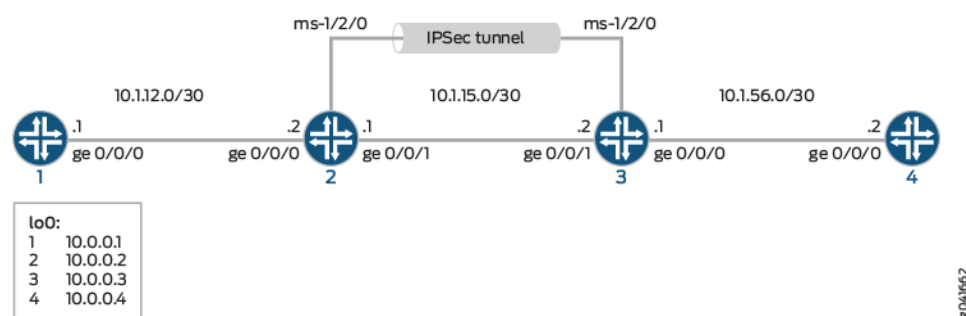 ms-1/2/0 ms-1/2/0
IPSec tunnel
10.1.12.0/30 10.1.15.0/30 10.1.56.0/30
.1 .2 .1 .2 .1 .2
ge 0/0/0 ge 0/0/0 ge 0/0/1 ge 0/0/1 ge 0/0/0 ge 0/0/0
1 2 3 4
lo0:
1 10.0.0.1
2 10.0.0.2
3 10.0.0.3
4 10.0.0.4
g041662